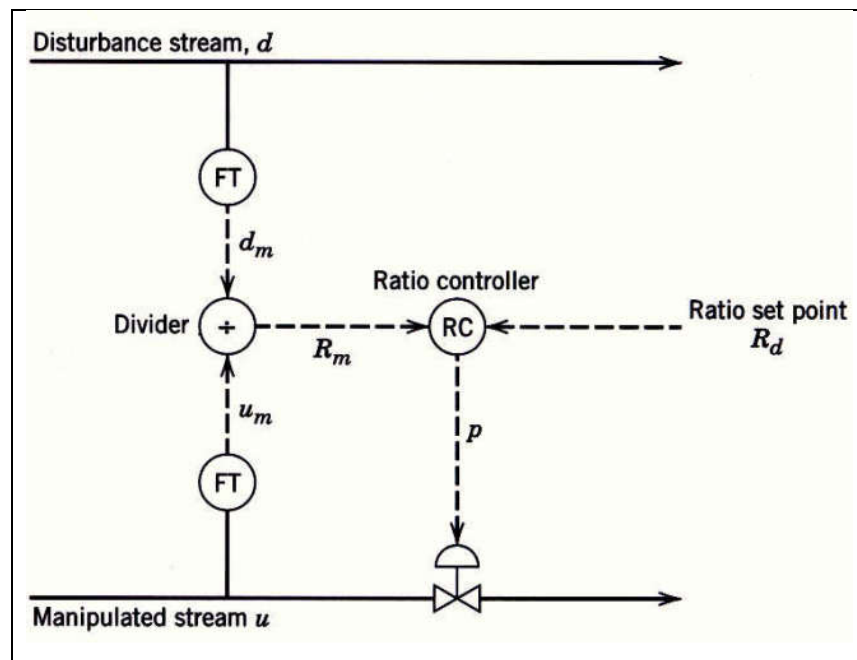 Disturbance stream, d
FT
d_m
Ratio controller
Divider
÷
R_m
RC
Ratio set point
R_d
u_m
p
FT
Manipulated stream u